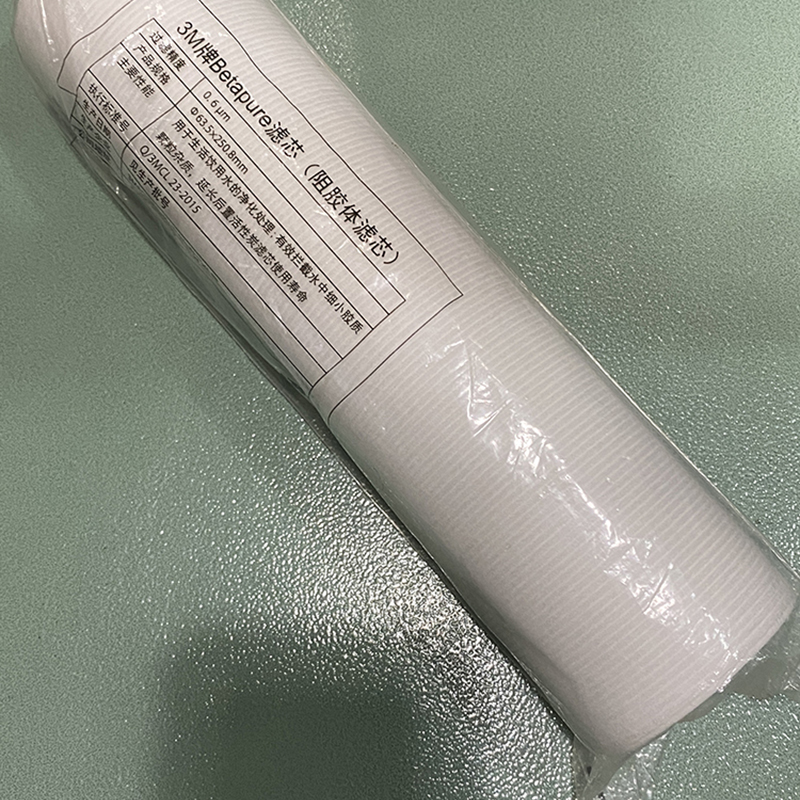 3M牌Betapure滤芯（阻胶体滤芯）
过滤精度 0.6μm
产品规格 Φ63.5×250.8mm
主要性能 用于生活饮用水的净化处理，有效拦截水中细小胶质
颗粒杂质，延长后置活性炭滤芯使用寿命
执行标准号 Q/3MCL 23-2015
生产日期 见生产批号